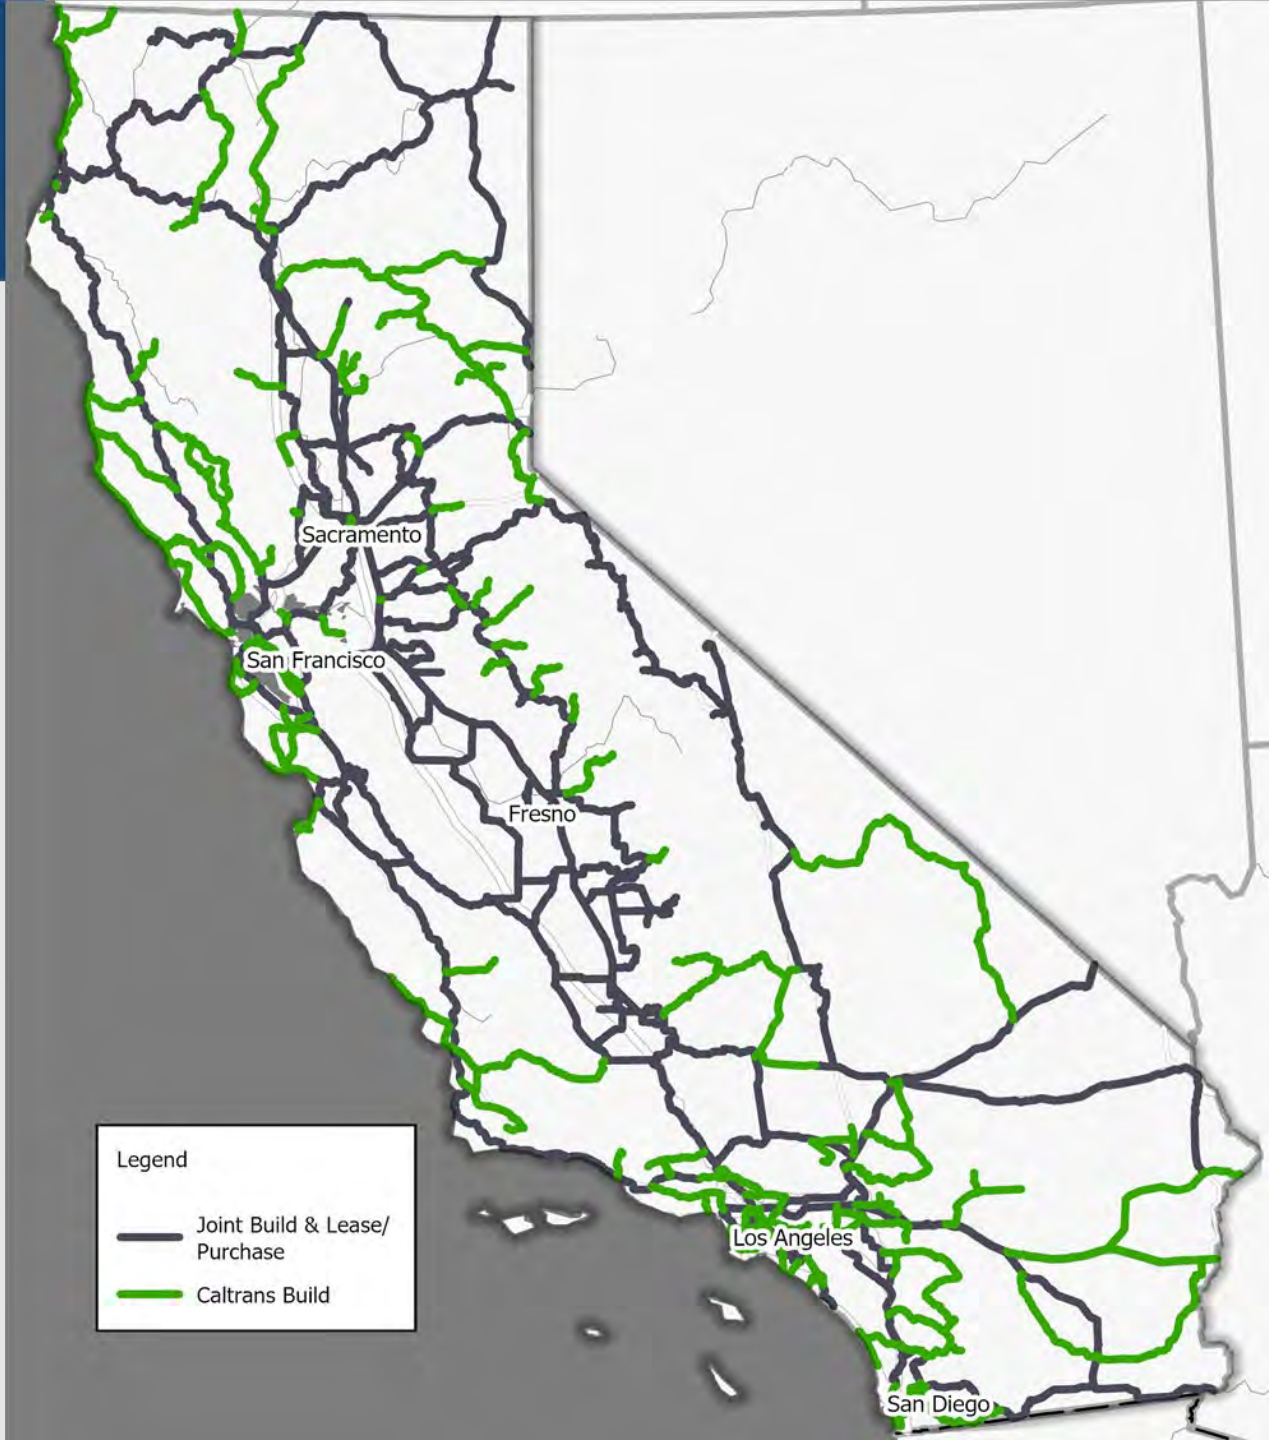 Sacramento
San Francisco
Fresno
Legend
Joint Build & Lease/
Purchase
Caltrans Build
Los Angeles
San Diego